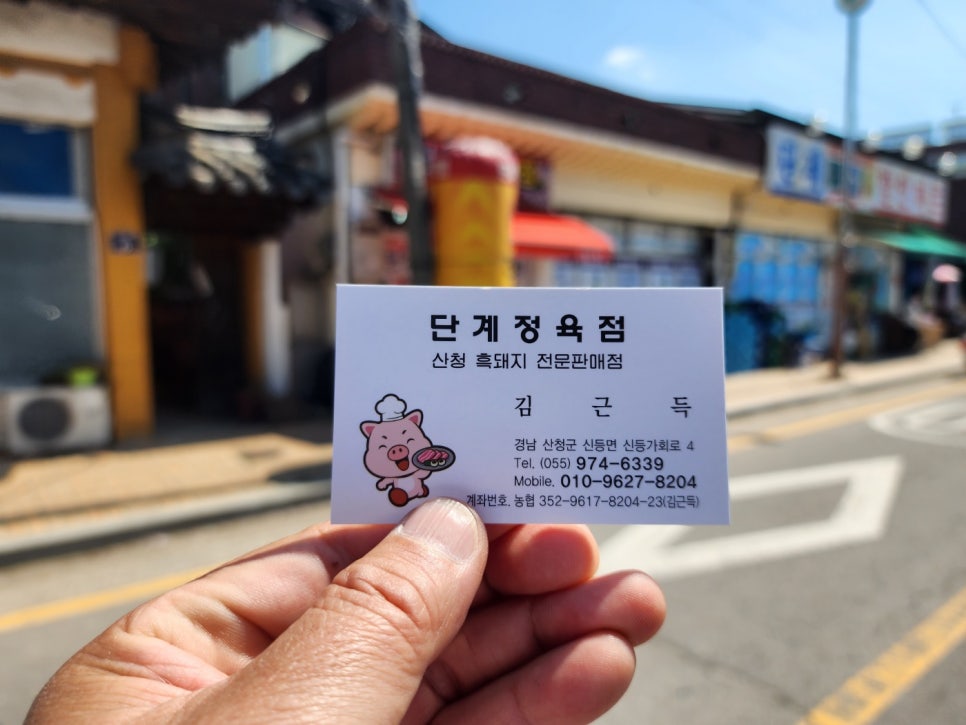 단계정육점
산청 흑돼지 전문판매점
김 근 득
경남 산청군 신등면 신등가회로 4
Tel. (055) 974-6339
Mobile. 010-9627-8204
계좌번호. 농협 352-9617-8204-23(김근득)